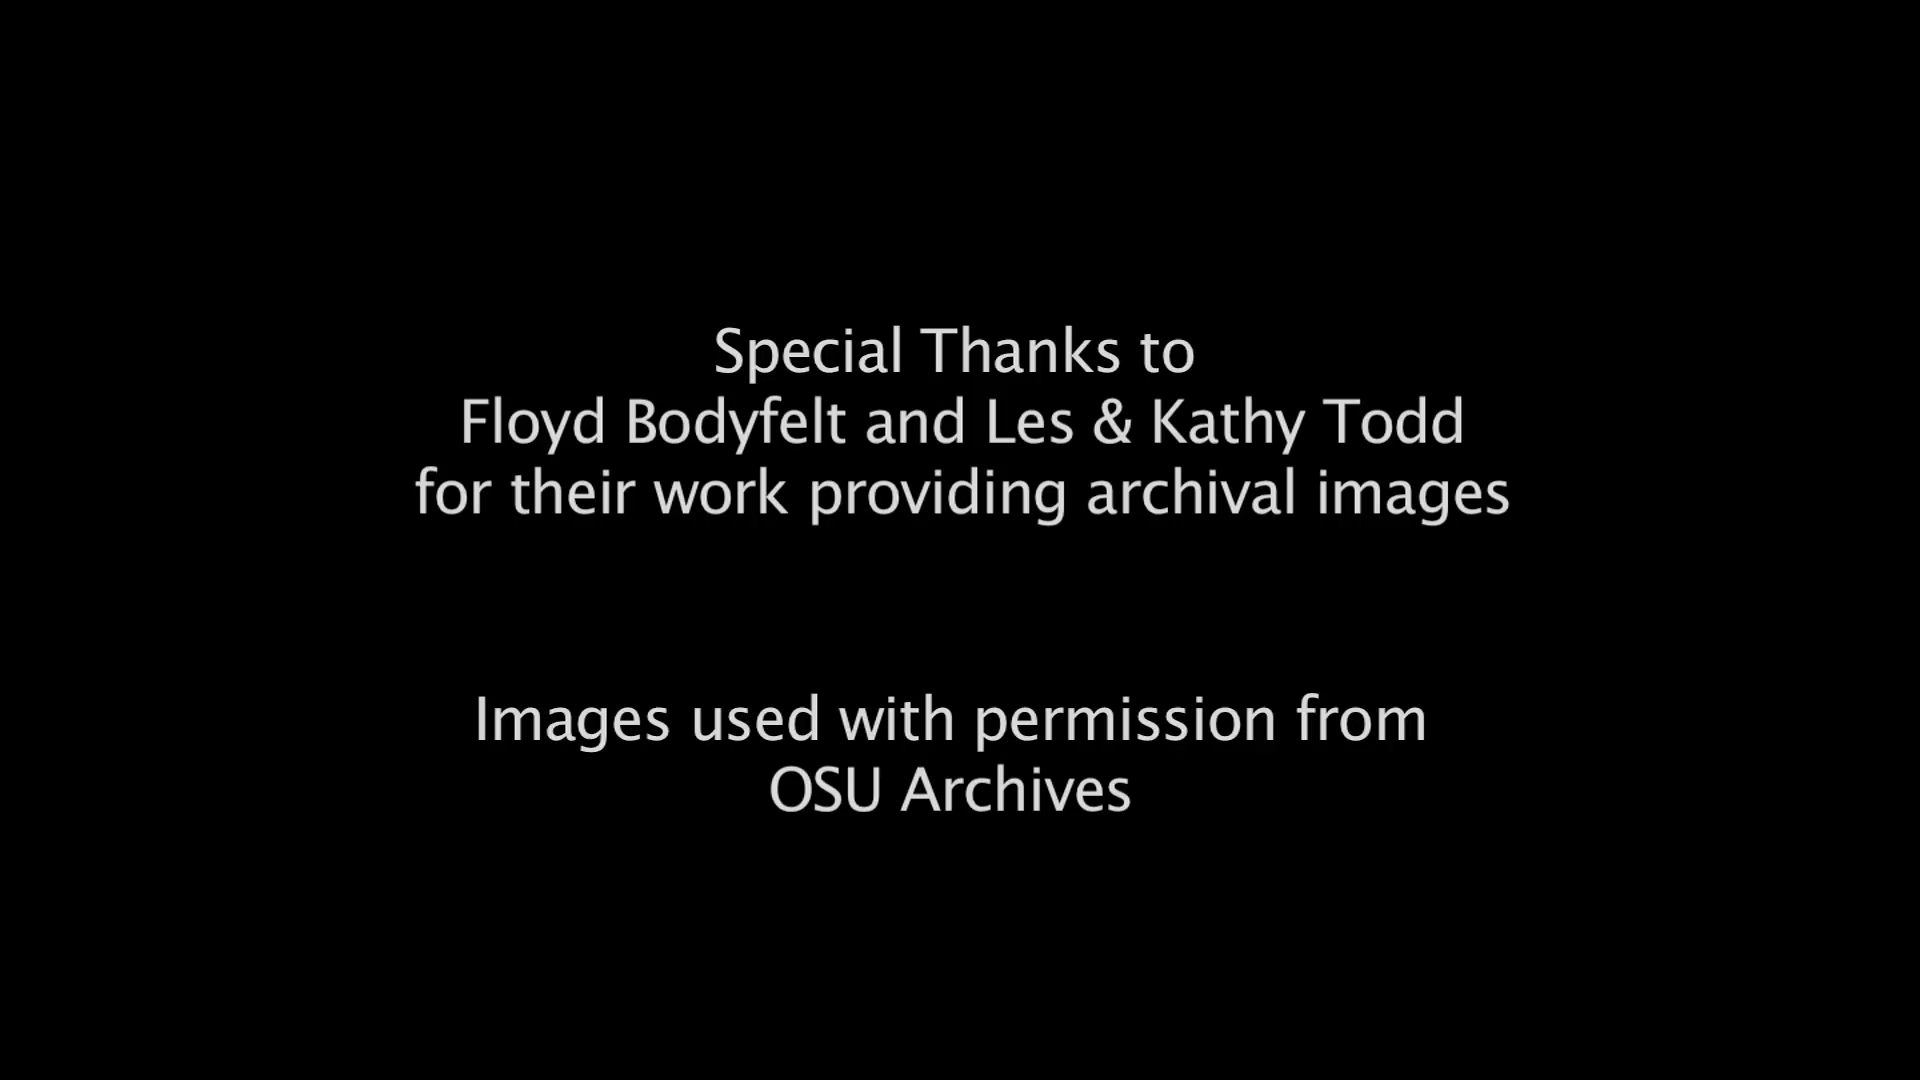 Special Thanks to
Floyd Bodyfelt and Les & Kathy Todd
for their work providing archival images
Images used with permission from
OSU Archives